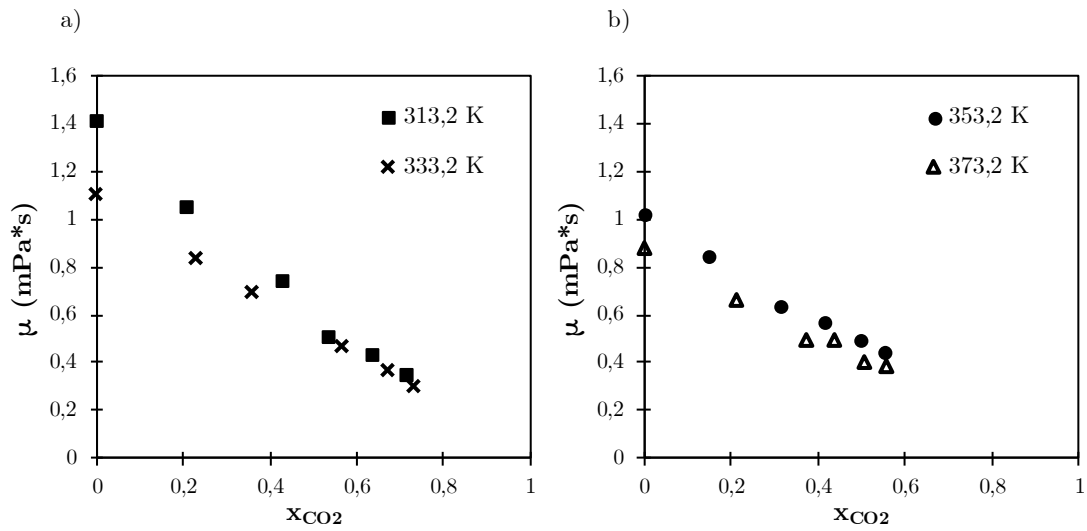 a)
1,6
1,4
1,2
1
0,8
0,6
0,4
0,2
0
μ (mPa*s)
313,2 K
333,2 K
0 0,2 0,4 0,6 0,8 1
xCO2
b)
1,6
1,4
1,2
1
0,8
0,6
0,4
0,2
0
μ (mPa*s)
353,2 K
373,2 K
0 0,2 0,4 0,6 0,8 1
xCO2